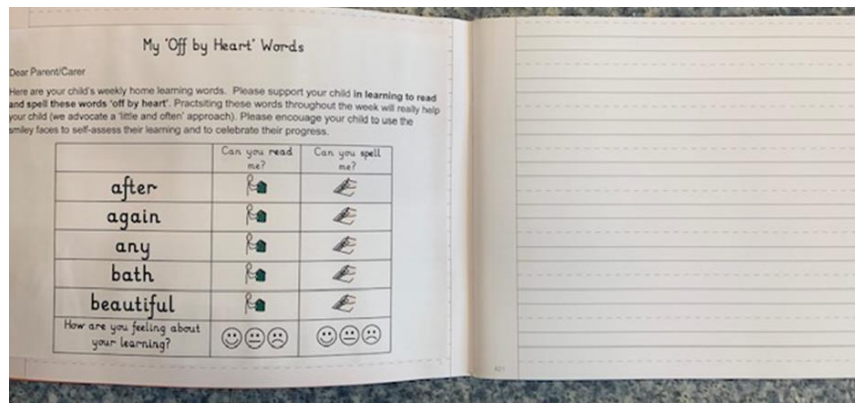 My 'Off by Heart' Words
Dear Parent/Carer
Here are your child's weekly home learning words. Please support your child in learning to read
and spell these words 'off by heart'. Practsiting these words throughout the week will really help
your child (we advocate a 'little and often' approach). Please encouage your child to use the
smiley faces to self-assess their learning and to celebrate their progress.
Can you read me?
Can you spell me?
after
again
any
bath
beautiful
How are you feeling about
your learning?